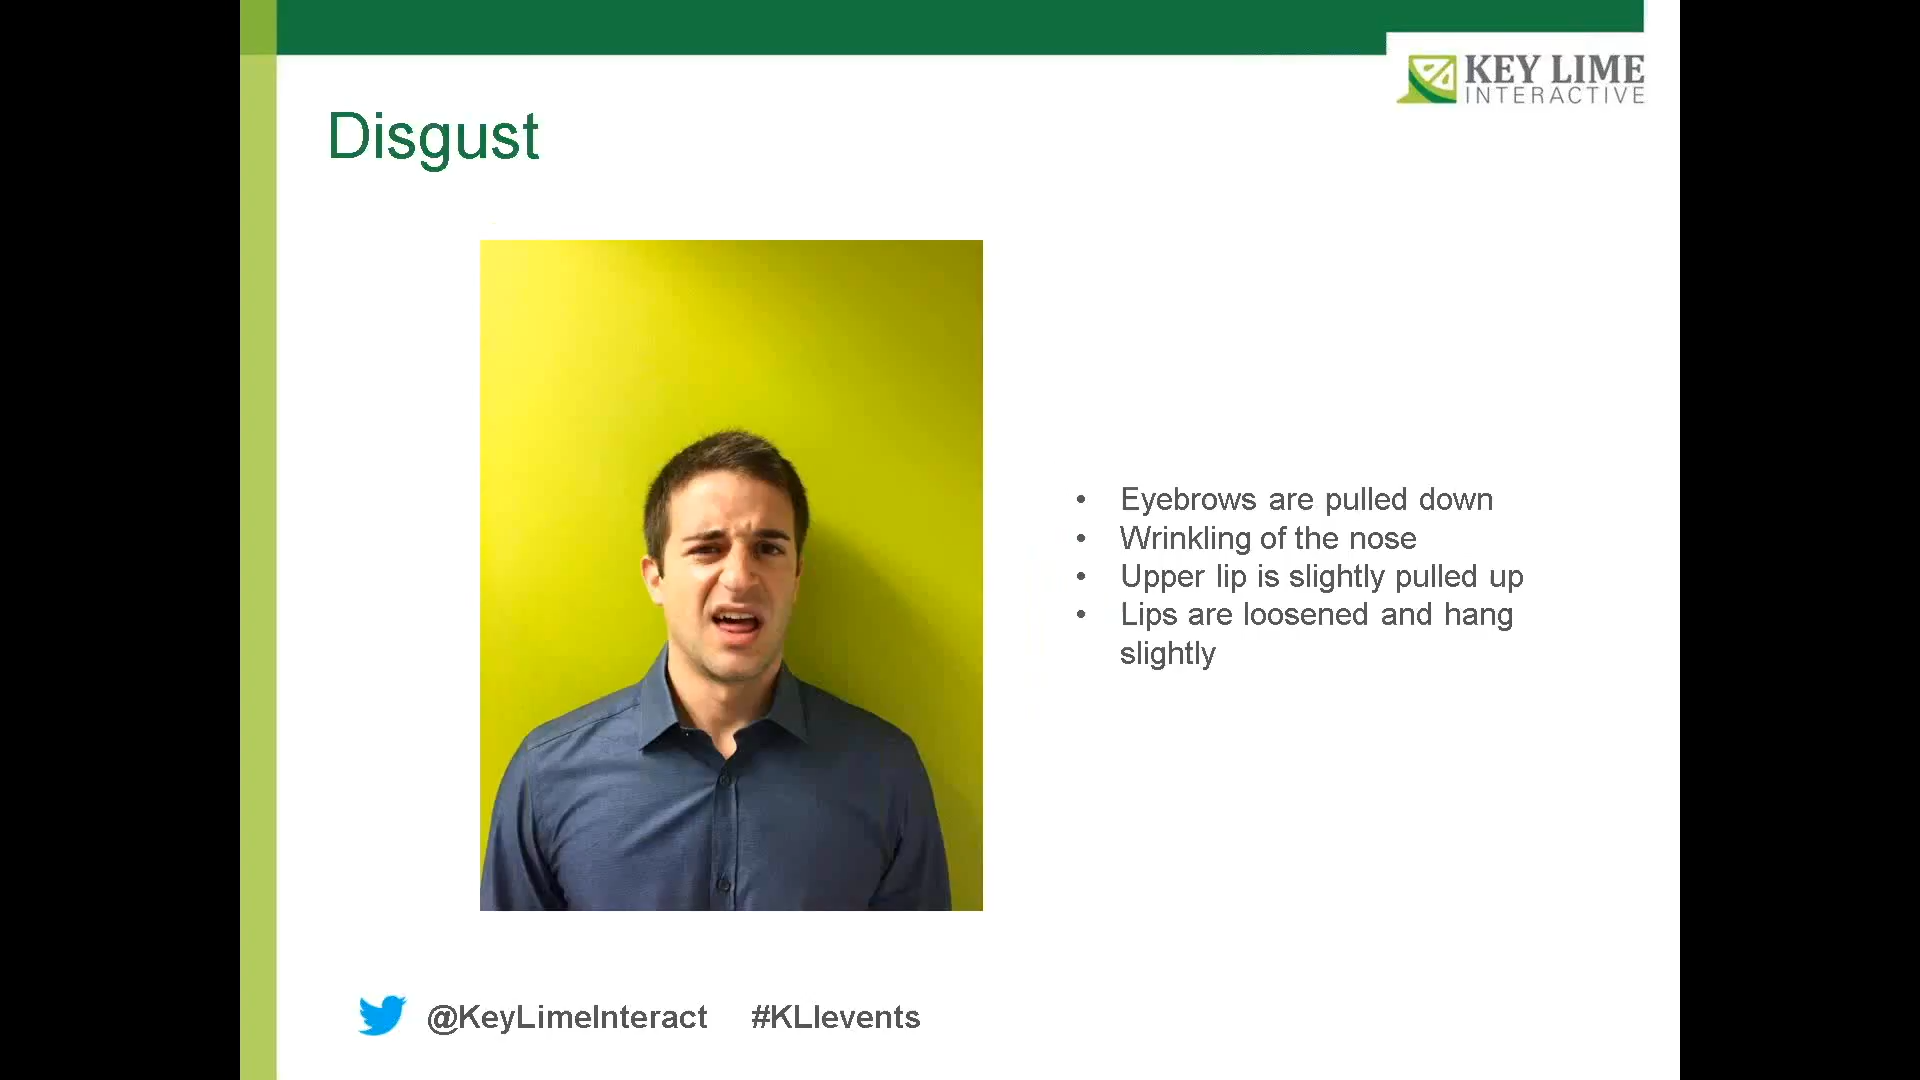 KEY LIME
INTERACTIVE
Disgust
• Eyebrows are pulled down
• Wrinkling of the nose
• Upper lip is slightly pulled up
• Lips are loosened and hang
slightly
@KeyLimeInteract #KLIevents